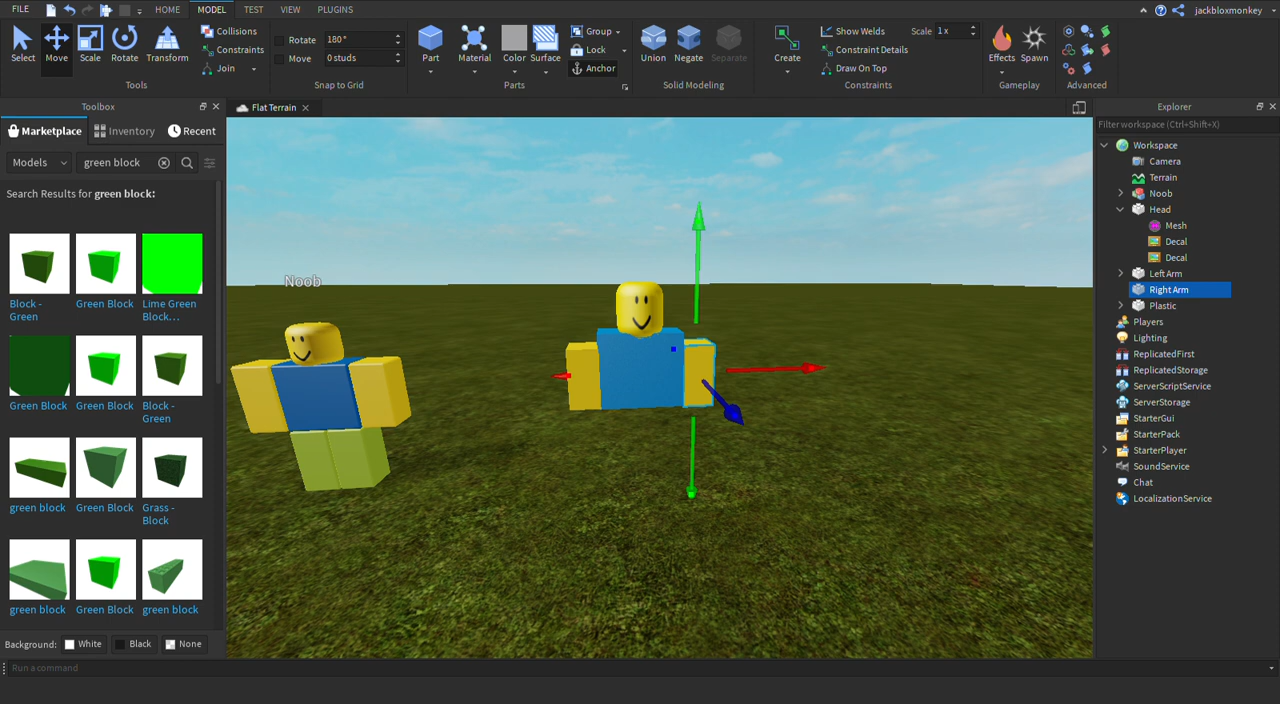 FILE HOME MODEL TEST VIEW PLUGINS jackbloxmonkey
Select Move Scale Rotate Transform
Collisions
Constraints
Join
Tools
Rotate 180°
Move 0 studs
Snap to Grid
Part Material Color Surface
Group
Lock
Anchor
Parts
Union Negate Separate
Solid Modeling
Create
Show Welds Scale 1x
Constraint Details
Draw On Top
Constraints
Effects Spawn
Gameplay
Advanced
Toolbox
Marketplace Inventory Recent
Models green block
Search Results for green block:
Block - Green
Green Block
Lime Green Block...
Green Block
Green Block
Block - Green
green block
Green Block
Grass - Block
green block
Green Block
green block
Background: White Black None
Run a command
Flat Terrain
Noob
Explorer
Filter workspace (Ctrl+Shift+X)
Workspace
Camera
Terrain
Noob
Head
Mesh
Decal
Decal
Left Arm
Right Arm
Plastic
Players
Lighting
ReplicatedFirst
ReplicatedStorage
ServerScriptService
ServerStorage
StarterGui
StarterPack
StarterPlayer
SoundService
Chat
LocalizationService